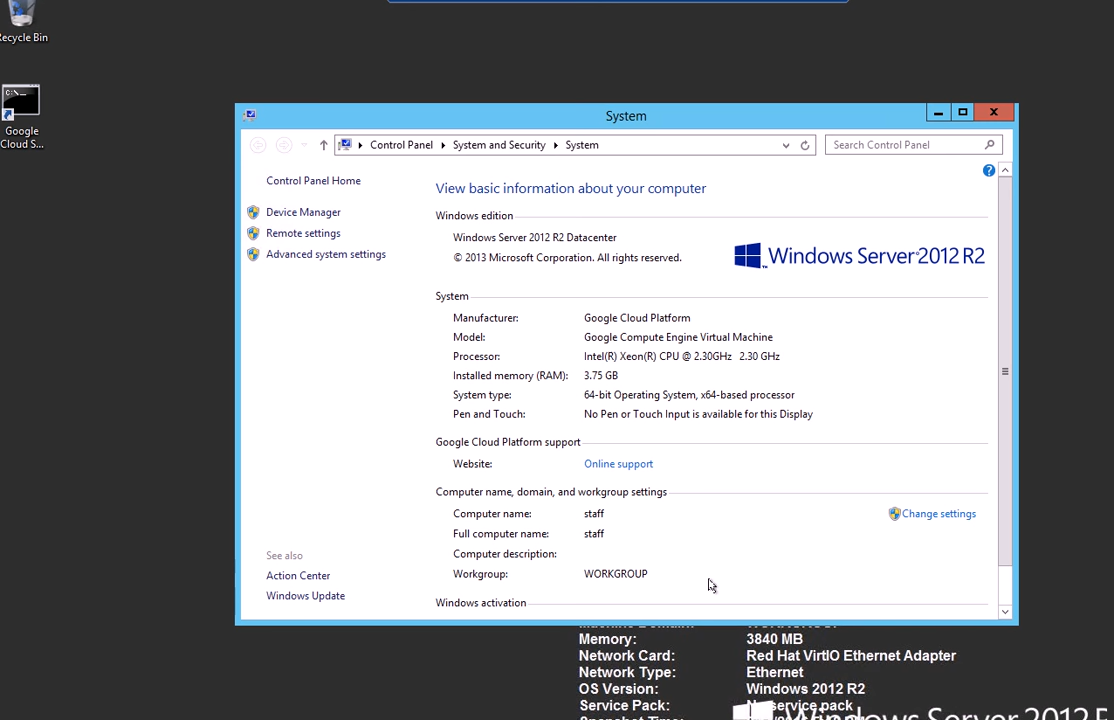 Recycle Bin
Google
Cloud S...
System
Control Panel
System and Security
System
Search Control Panel
Control Panel Home
Device Manager
Remote settings
Advanced system settings
See also
Action Center
Windows Update
View basic information about your computer
Windows edition
Windows Server 2012 R2 Datacenter
© 2013 Microsoft Corporation. All rights reserved.
Windows Server 2012 R2
System
Manufacturer: Google Cloud Platform
Model: Google Compute Engine Virtual Machine
Processor: Intel(R) Xeon(R) CPU @ 2.30GHz 2.30 GHz
Installed memory (RAM): 3.75 GB
System type: 64-bit Operating System, x64-based processor
Pen and Touch: No Pen or Touch Input is available for this Display
Google Cloud Platform support
Website: Online support
Computer name, domain, and workgroup settings
Computer name: staff
Change settings
Full computer name: staff
Computer description:
Workgroup: WORKGROUP
Windows activation
Memory: 3840 MB
Network Card: Red Hat VirtIO Ethernet Adapter
Network Type: Ethernet
OS Version: Windows 2012 R2
Service Pack: service pack
Windows Server 2012